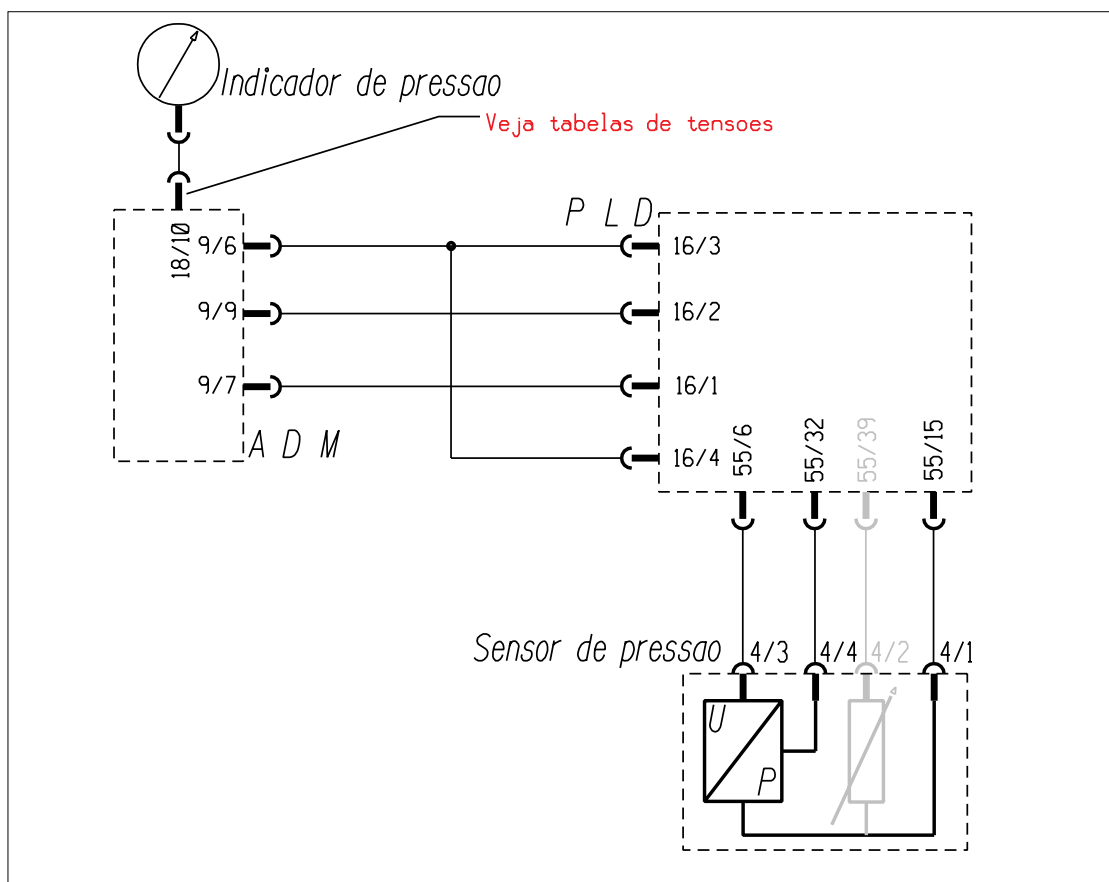 Indicador de pressao
Veja tabelas de tensoes
P L D
18/10
9/6
16/3
9/9
16/2
9/7
16/1
A D M
16/4
55/6
55/32
55/39
55/15
Sensor de pressao
4/3
4/4
4/2
4/1
U
P